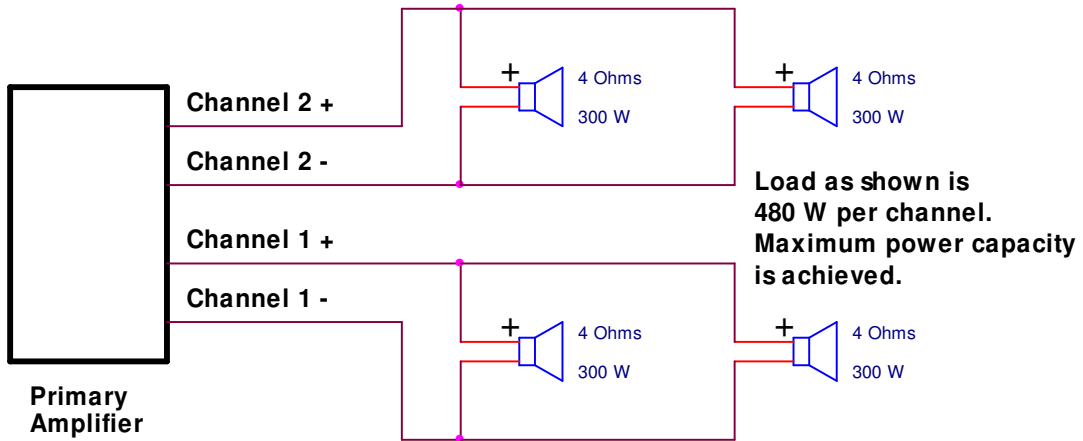 +
4 Ohms
300 W
+
4 Ohms
300 W
Channel 2 +
Channel 2 -
Load as shown is
480 W per channel.
Maximum power capacity
is achieved.
Channel 1 +
Channel 1 -
+
4 Ohms
300 W
+
4 Ohms
300 W
Primary
Amplifier